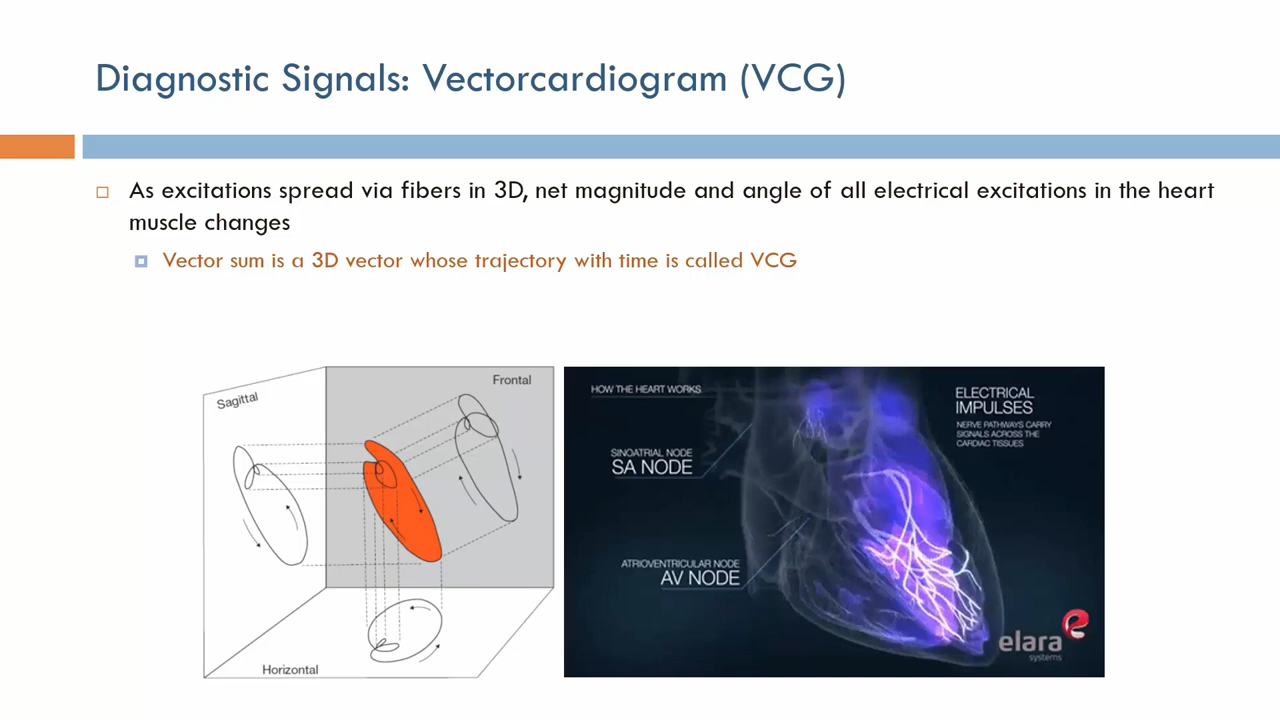 Diagnostic Signals: Vectorcardiogram (VCG)
As excitations spread via fibers in 3D, net magnitude and angle of all electrical excitations in the heart
muscle changes
Vector sum is a 3D vector whose trajectory with time is called VCG
Sagittal
Frontal
Horizontal
HOW THE HEART WORKS
ELECTRICAL
IMPULSES
NERVE PATHWAYS CARRY
SIGNALS ACROSS THE
CARDIAC TISSUES
SINOATRIAL NODE
SA NODE
ATRIOVENTRICULAR NODE
AV NODE
elara
systems